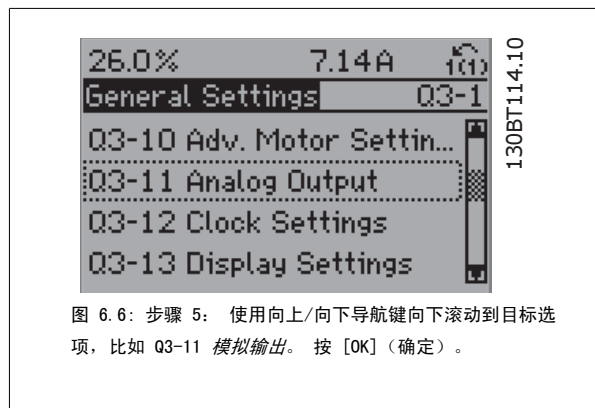 26.0% 7.14A 1(1)
General Settings Q3-1
Q3-10 Adv. Motor Settin...
Q3-11 Analog Output
Q3-12 Clock Settings
Q3-13 Display Settings
130BT114.10
图 6.6: 步骤 5： 使用向上/向下导航键向下滚动到目标选
项，比如 Q3-11 模拟输出。 按 [OK]（确定）。